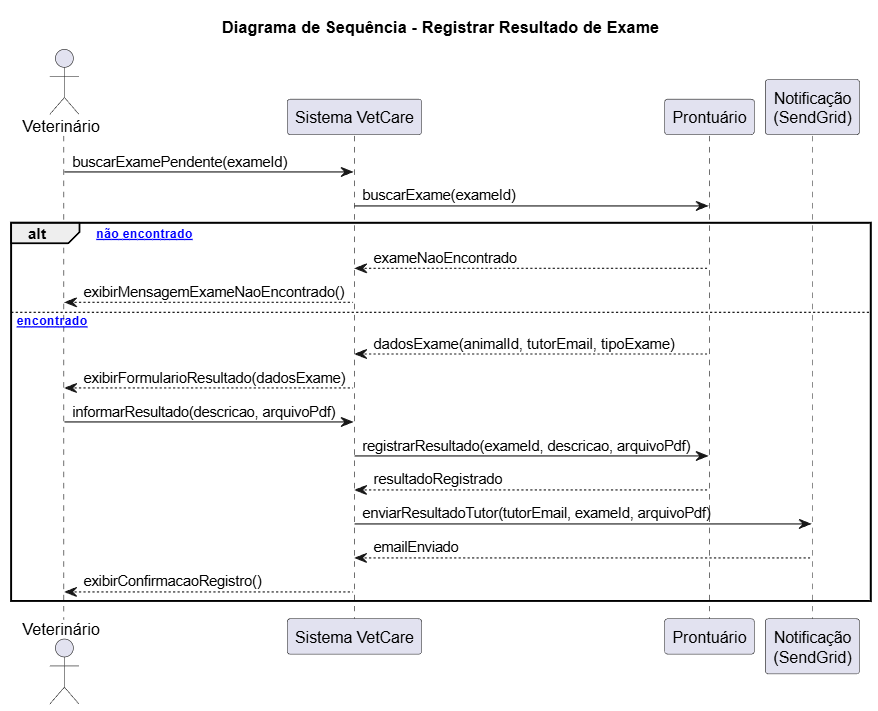 Diagrama de Sequência - Registrar Resultado de Exame
Veterinário
Sistema VetCare
Prontuário
Notificação
(SendGrid)
buscarExamePendente(exameId)
buscarExame(exameId)
alt
não encontrado
exameNaoEncontrado
exibirMensagemExameNaoEncontrado()
encontrado
dadosExame(animalId, tutorEmail, tipoExame)
exibirFormularioResultado(dadosExame)
informarResultado(descricao, arquivoPdf)
registrarResultado(exameId, descricao, arquivoPdf)
resultadoRegistrado
enviarResultadoTutor(tutorEmail, exameId, arquivoPdf)
emailEnviado
exibirConfirmacaoRegistro()
Veterinário
Sistema VetCare
Prontuário
Notificação
(SendGrid)